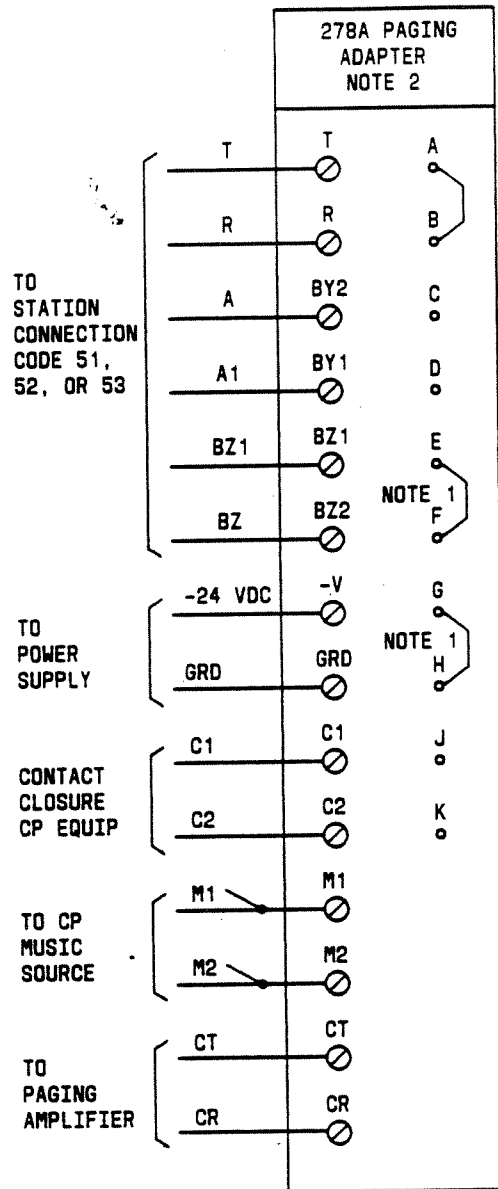 278A PAGING
ADAPTER
NOTE 2
T T A
R R B
TO
STATION
CONNECTION
CODE 51,
52, OR 53
A BY2 C
A1 BY1 D
BZ1 BZ1 E
NOTE 1
BZ BZ2 F
TO
POWER
SUPPLY
-24 VDC -V G
NOTE 1
GRD GRD H
CONTACT
CLOSURE
CP EQUIP
C1 C1 J
C2 C2 K
TO CP
MUSIC
SOURCE
M1 M1
M2 M2
TO
PAGING
AMPLIFIER
CT CT
CR CR